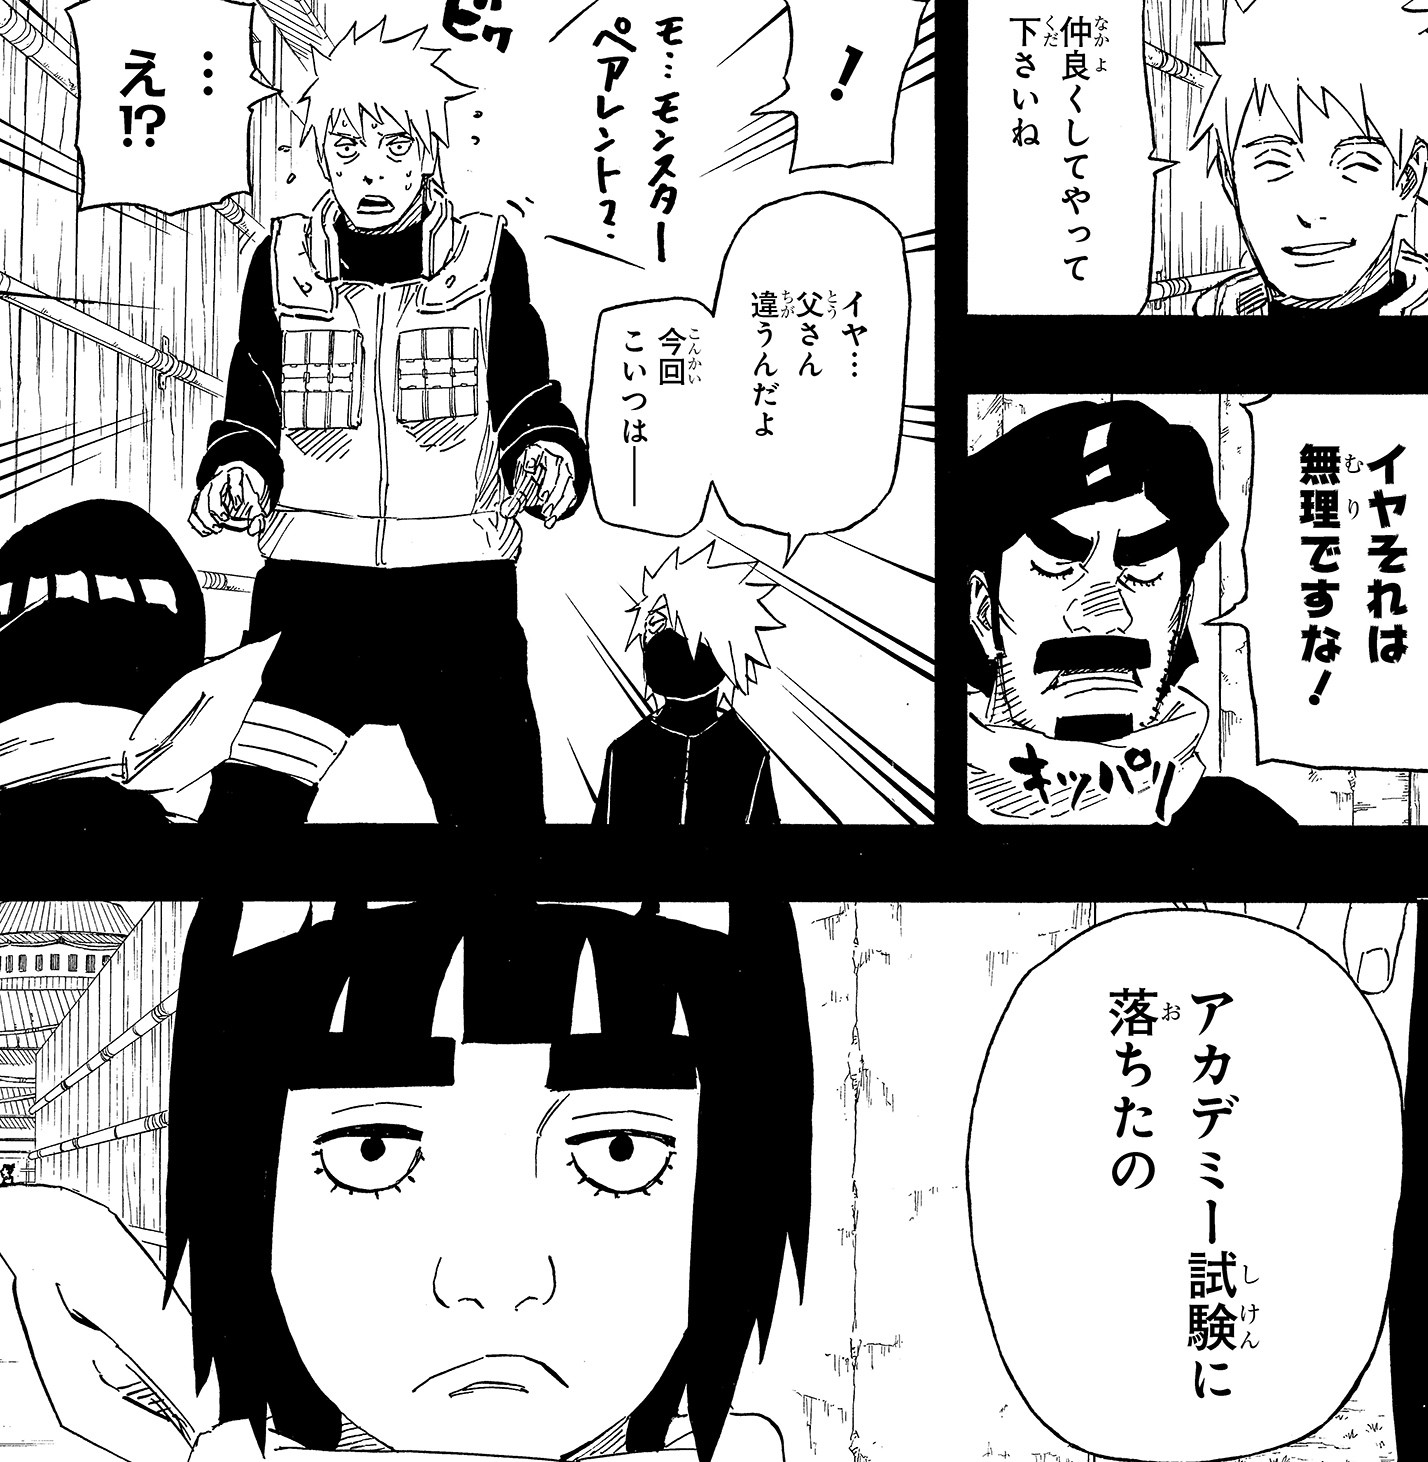 仲良くしてやって
下さいね
イヤそれは
無理ですな!
キッパリ
!
モ…モンスター
ペアレント?
ビク
…
え!?
イヤ…
父さん
違うんだよ
今回
こいつは――
アカデミー試験に
落ちたの